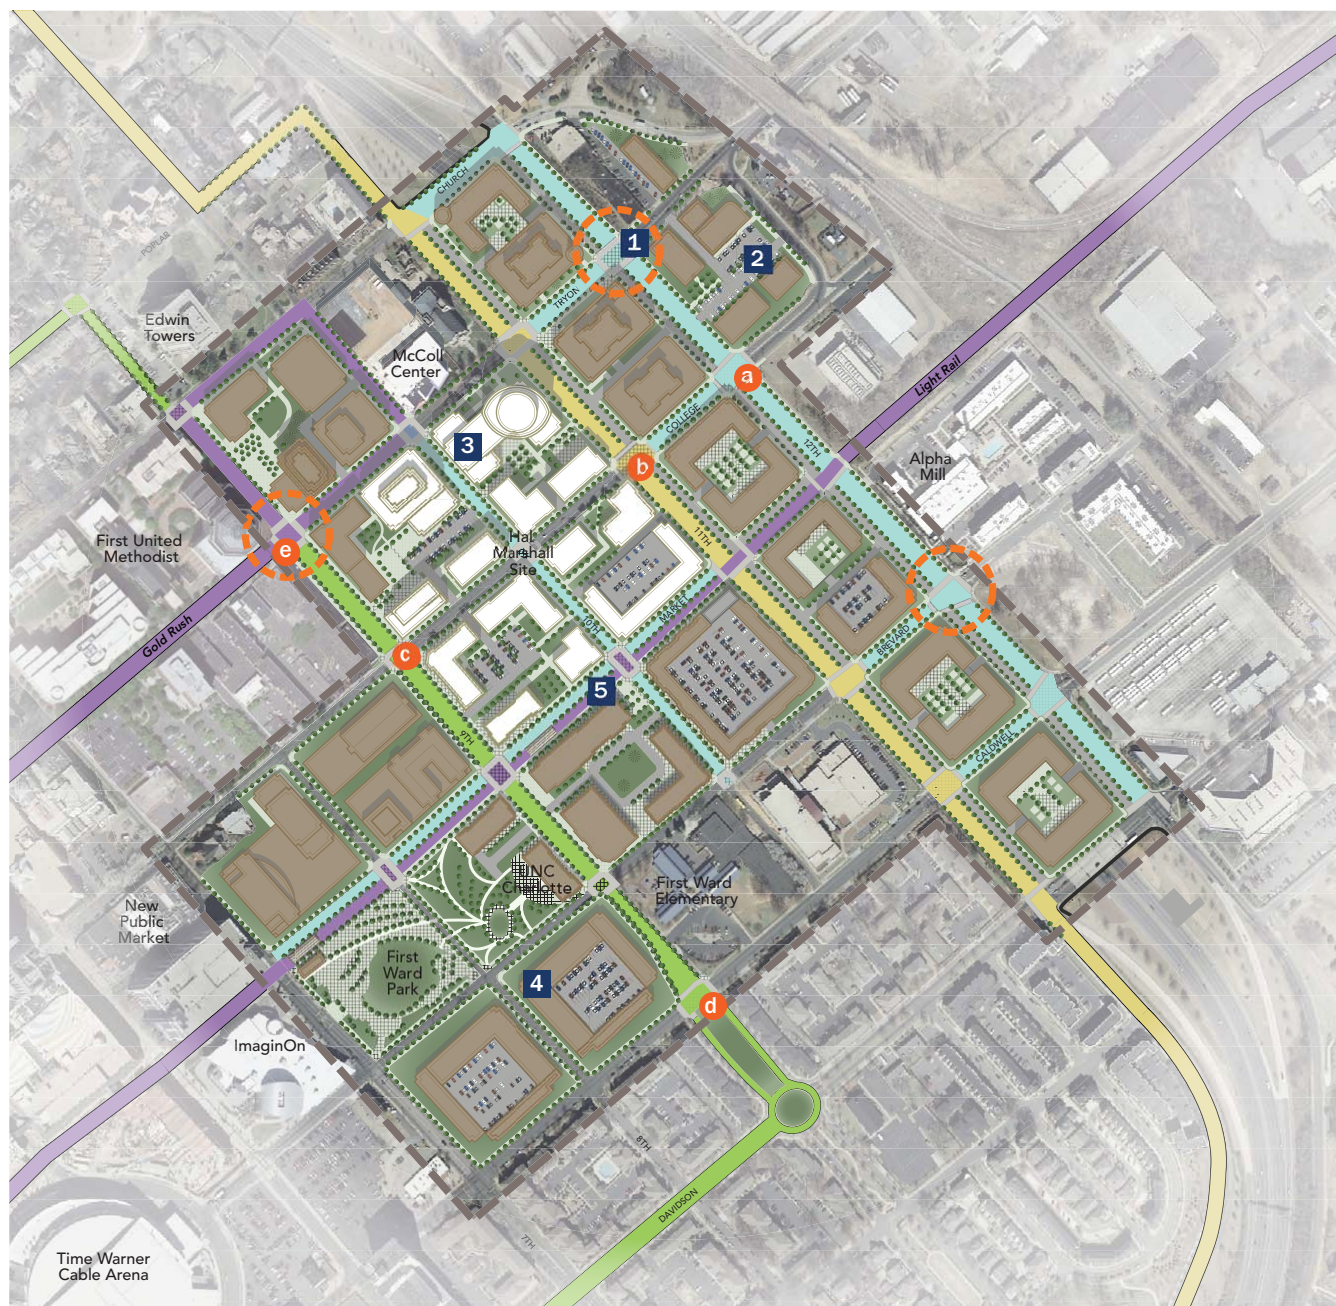 CHURCH
1
2
POPLAR
TRYON
Edwin
Towers
McColl
Center
a
Light Rail
COLLEGE
3
12TH
b
Alpha
Mill
First United
Methodist
e
Hal
Marshall
Site
11TH
MARKET
10TH
BREVARD
Gold Rush
c
5
9TH
CALDWELL
UNC
Charlotte
First Ward
Elementary
New
Public
Market
First
Ward
Park
4
d
ImaginOn
8TH
DAVIDSON
7TH
Time Warner
Cable Arena